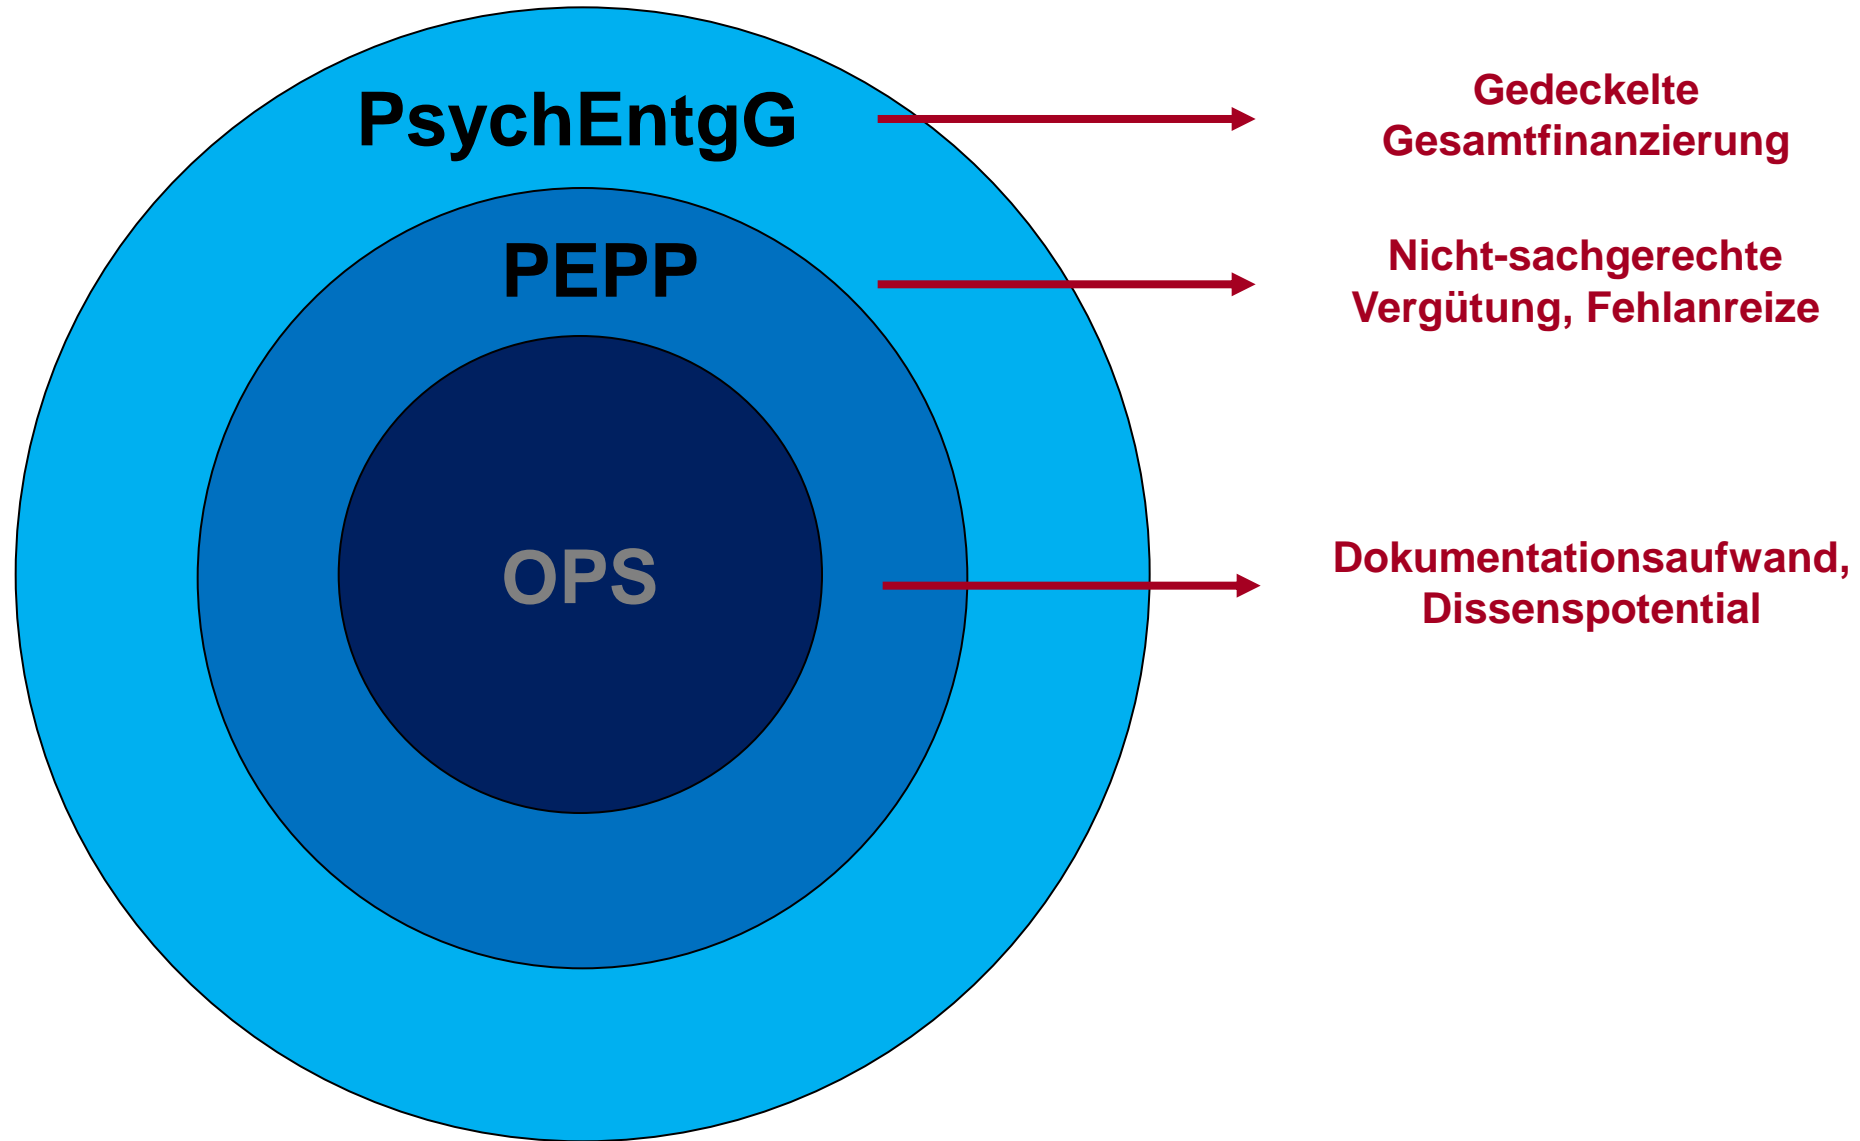 PsychEntgG
Gedeckelte
Gesamtfinanzierung
PEPP
Nicht-sachgerechte
Vergütung, Fehlanreize
OPS
Dokumentationsaufwand,
Dissenspotential